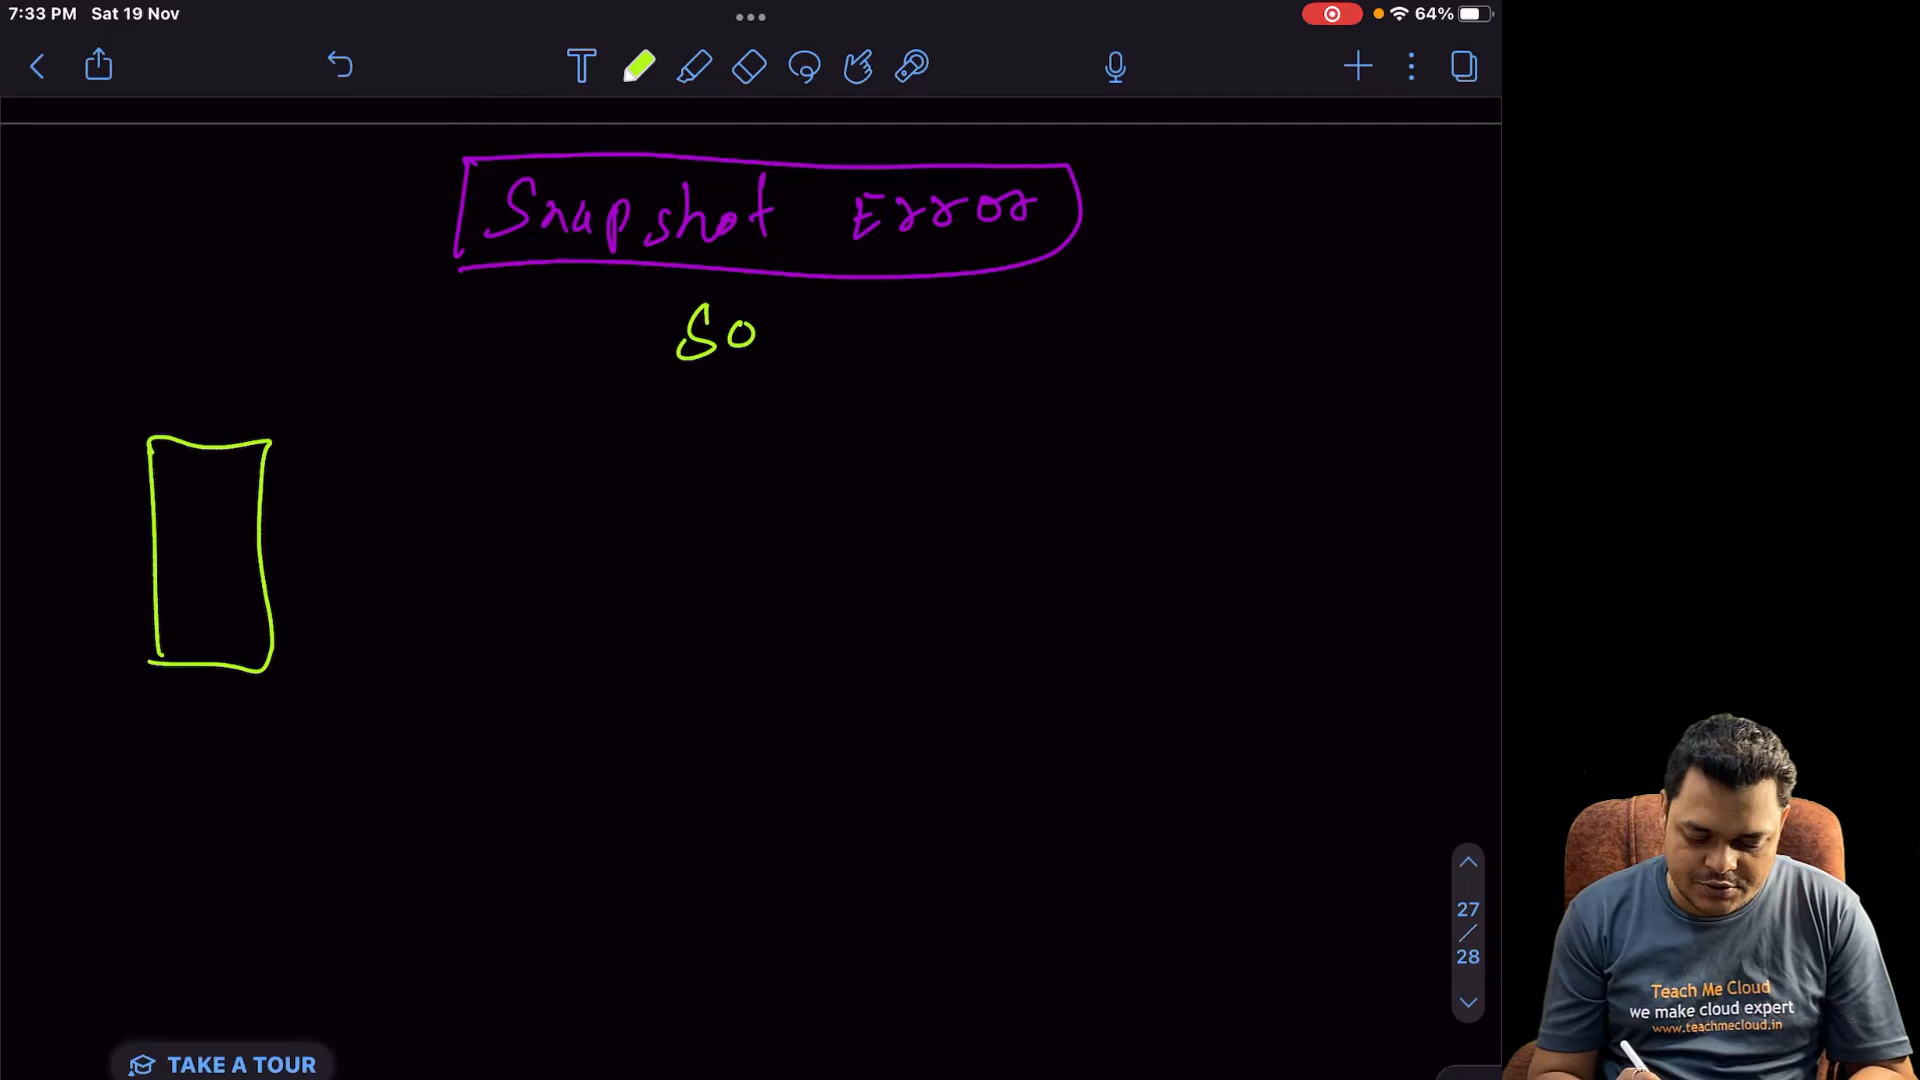 7:33 PM Sat 19 Nov
64%
Snapshot Error
So
27
/
28
TAKE A TOUR
Teach Me Cloud
we make cloud expert
www.teachmecloud.in